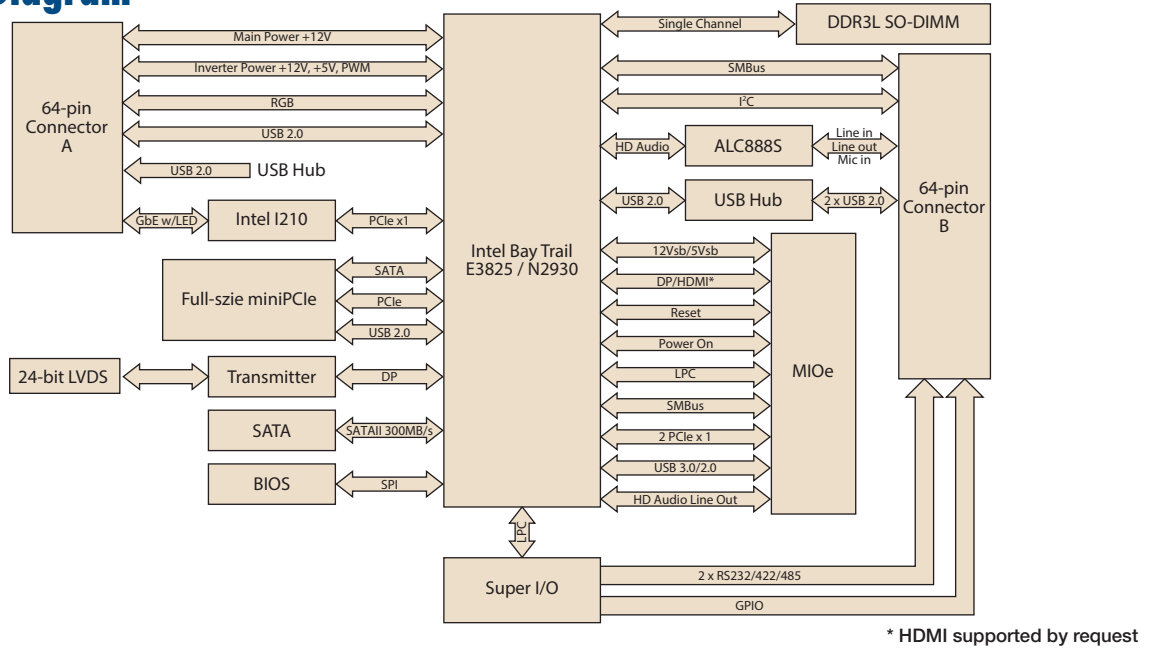 Diagram
Main Power +12V
Inverter Power +12V, +5V, PWM
RGB
USB 2.0
64-pin
Connector
A
USB 2.0
USB Hub
GbE w/LED
Intel I210
PCIe x1
Full-szie miniPCIe
SATA
PCIe
USB 2.0
24-bit LVDS
Transmitter
DP
SATA
SATAII 300MB/s
BIOS
SPI
Intel Bay Trail
E3825 / N2930
Single Channel
DDR3L SO-DIMM
SMBus
I²C
HD Audio
ALC888S
Line in
Line out
Mic in
USB 2.0
USB Hub
2 x USB 2.0
64-pin
Connector
B
12Vsb/5Vsb
DP/HDMI*
Reset
Power On
LPC
SMBus
2 PCIe x 1
USB 3.0/2.0
HD Audio Line Out
MIOe
LPC
Super I/O
2 x RS232/422/485
GPIO
* HDMI supported by request